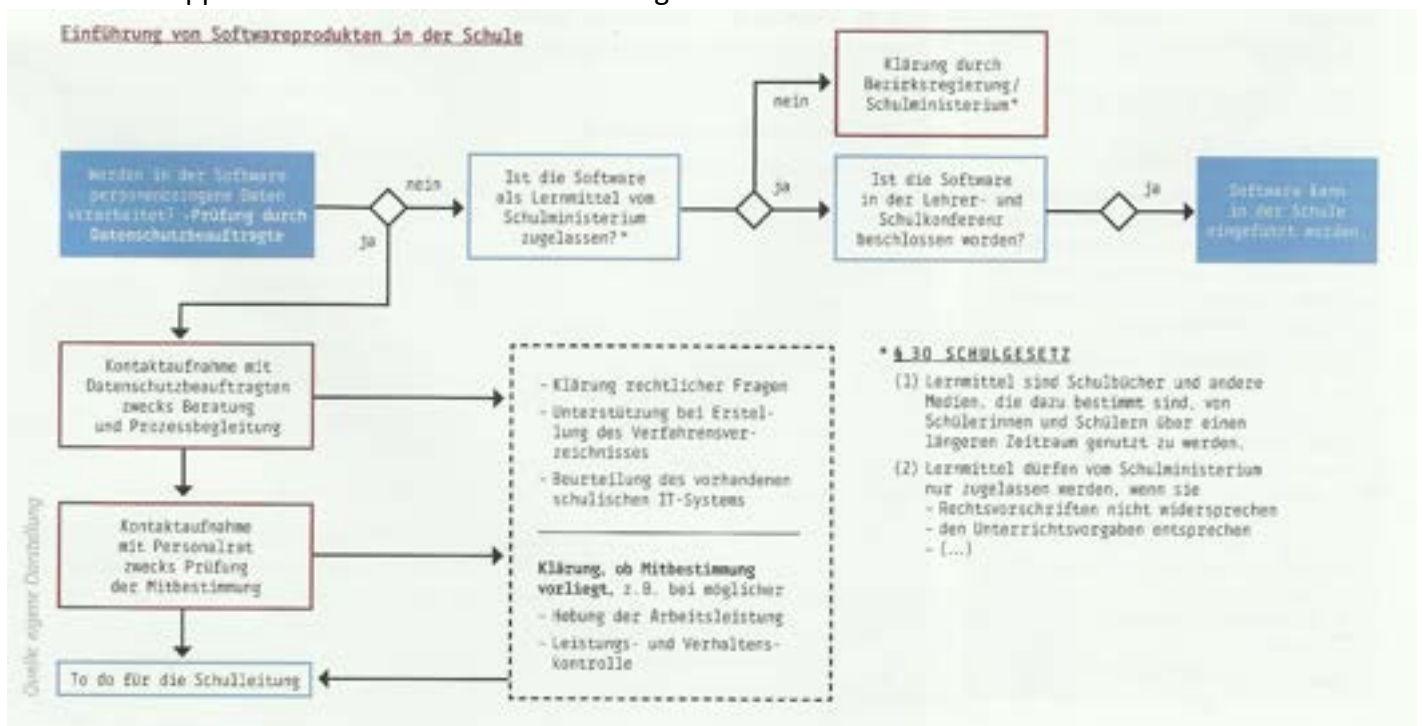 Einführung von Softwareprodukten in der Schule
Klärung durch
Bezirksregierung/
Schulministerium*
nein
Werden in der Software
personenbezogene Daten
verarbeitet? -Prüfung durch
Datenschutzbeauftragte
nein
ja
Ist die Software
als Lernmittel vom
Schulministerium
zugelassen?*
ja
Ist die Software
in der Lehrer- und
Schulkonferenz
beschlossen worden?
ja
Software kann
in der Schule
eingeführt werden.
Kontaktaufnahme mit
Datenschutzbeauftragten
zwecks Beratung
und Prozessbegleitung
- Klärung rechtlicher Fragen
- Unterstützung bei Erstel-
lung des Verfahrensver-
zeichnisses
- Beurteilung des vorhandenen
schulischen IT-Systems
Kontaktaufnahme
mit Personalrat
zwecks Prüfung
der Mitbestimmung
Klärung, ob Mitbestimmung
vorliegt, z.B. bei möglicher
- Hebung der Arbeitsleistung
- Leistungs- und Verhaltens-
kontrolle
To do für die Schulleitung
* § 30 SCHULGESETZ
(1) Lernmittel sind Schulbücher und andere
Medien, die dazu bestimmt sind, von
Schülerinnen und Schülern über einen
längeren Zeitraum genutzt zu werden.
(2) Lernmittel dürfen vom Schulministerium
nur zugelassen werden, wenn sie
- Rechtsvorschriften nicht widersprechen
- den Unterrichtsvorgaben entsprechen
- (...)
Quelle: eigene Darstellung